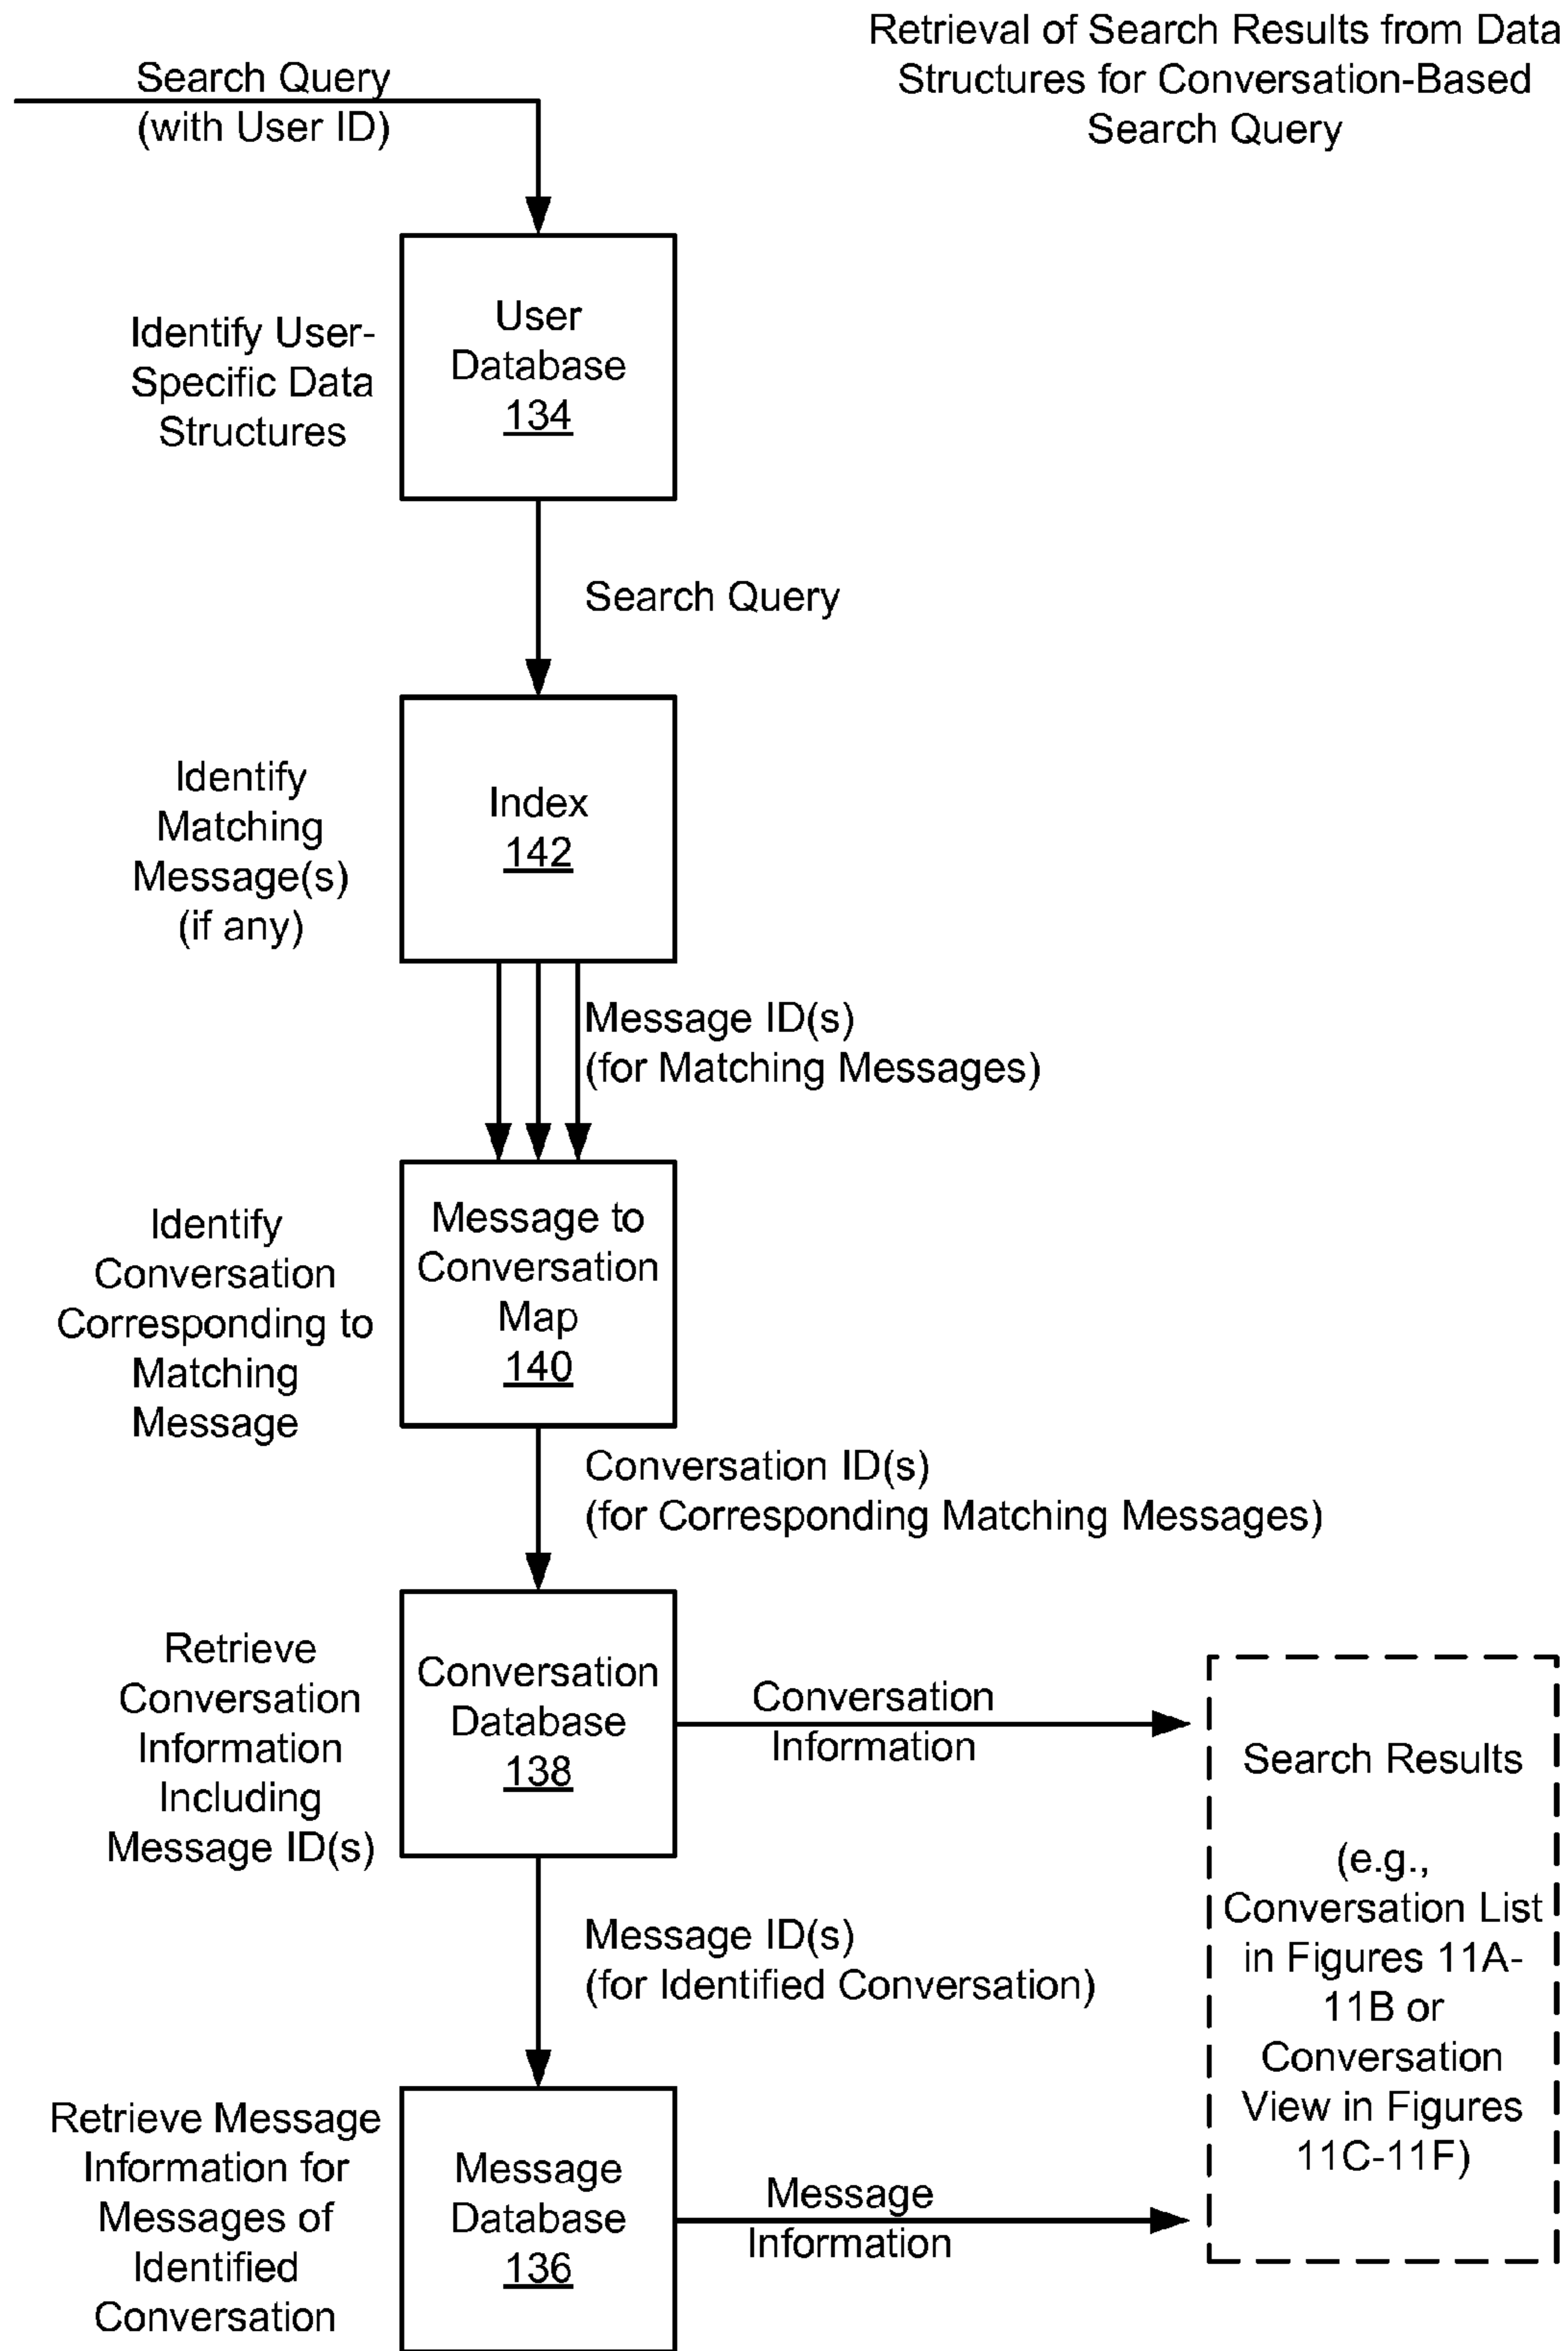 Retrieval of Search Results from Data
Structures for Conversation-Based
Search Query
Search Query
(with User ID)
Identify User-
Specific Data
Structures
User
Database
134
Search Query
Identify
Matching
Message(s)
(if any)
Index
142
Message ID(s)
(for Matching Messages)
Identify
Conversation
Corresponding to
Matching
Message
Message to
Conversation
Map
140
Conversation ID(s)
(for Corresponding Matching Messages)
Retrieve
Conversation
Information
Including
Message ID(s)
Conversation
Database
138
Conversation
Information
Message ID(s)
(for Identified Conversation)
Retrieve Message
Information for
Messages of
Identified
Conversation
Message
Database
136
Message
Information
Search Results
(e.g.,
Conversation List
in Figures 11A-
11B or
Conversation
View in Figures
11C-11F)